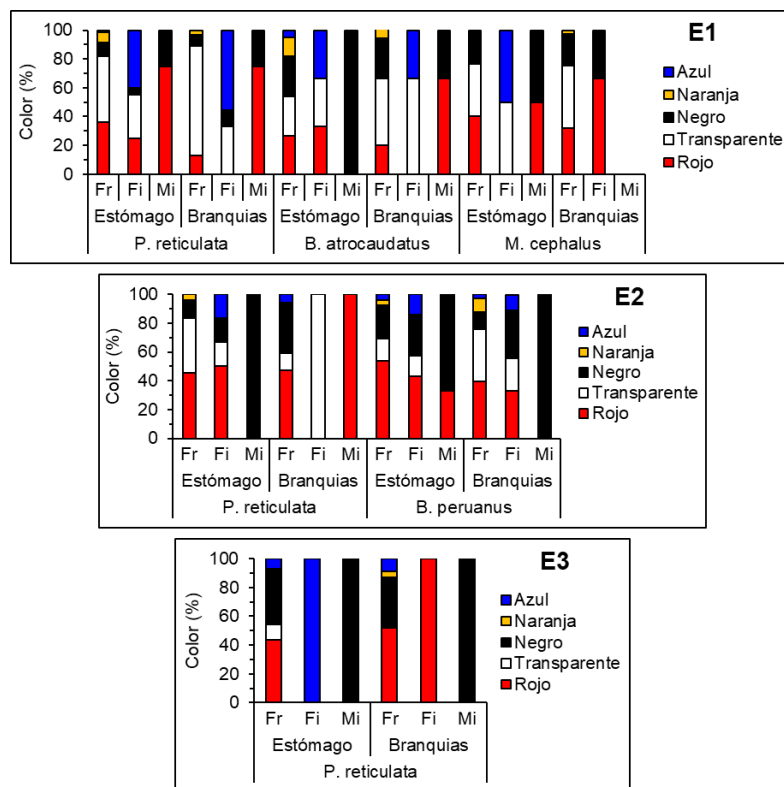 E1
Color (%)
100
80
60
40
20
0
Fr Fi Mi Fr Fi Mi Fr Fi Mi Fr Fi Mi Fr Fi Mi Fr Fi Mi
Estómago Branquias Estómago Branquias Estómago Branquias
P. reticulata B. atrocaudatus M. cephalus
Azul
Naranja
Negro
Transparente
Rojo
E2
Color (%)
100
80
60
40
20
0
Fr Fi Mi Fr Fi Mi Fr Fi Mi Fr Fi Mi
Estómago Branquias Estómago Branquias
P. reticulata B. peruanus
Azul
Naranja
Negro
Transparente
Rojo
E3
Color (%)
100
80
60
40
20
0
Fr Fi Mi Fr Fi Mi
Estómago Branquias
P. reticulata
Azul
Naranja
Negro
Transparente
Rojo